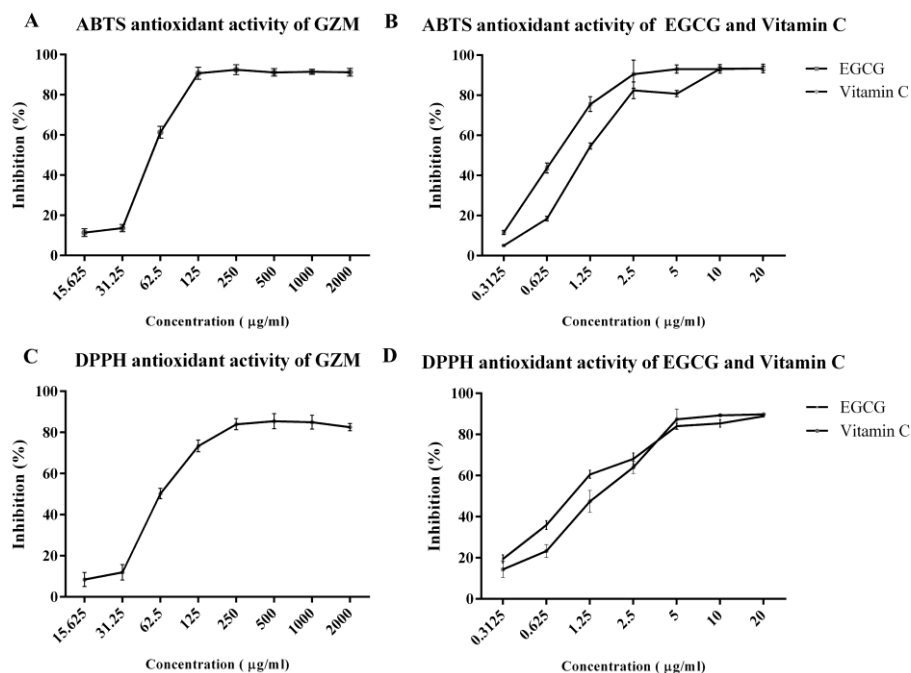 A ABTS antioxidant activity of GZM
Inhibition (%)
100
80
60
40
20
0
15.625 31.25 62.5 125 250 500 1000 2000
Concentration ( μg/ml)
B ABTS antioxidant activity of EGCG and Vitamin C
Inhibition (%)
100
80
60
40
20
0
0.3125 0.625 1.25 2.5 5 10 20
Concentration ( μg/ml)
EGCG
Vitamin C
C DPPH antioxidant activity of GZM
Inhibition (%)
100
80
60
40
20
0
15.625 31.25 62.5 125 250 500 1000 2000
Concentration ( μg/ml)
D DPPH antioxidant activity of EGCG and Vitamin C
Inhibition (%)
100
80
60
40
20
0
0.3125 0.625 1.25 2.5 5 10 20
Concentration ( μg/ml)
EGCG
Vitamin C